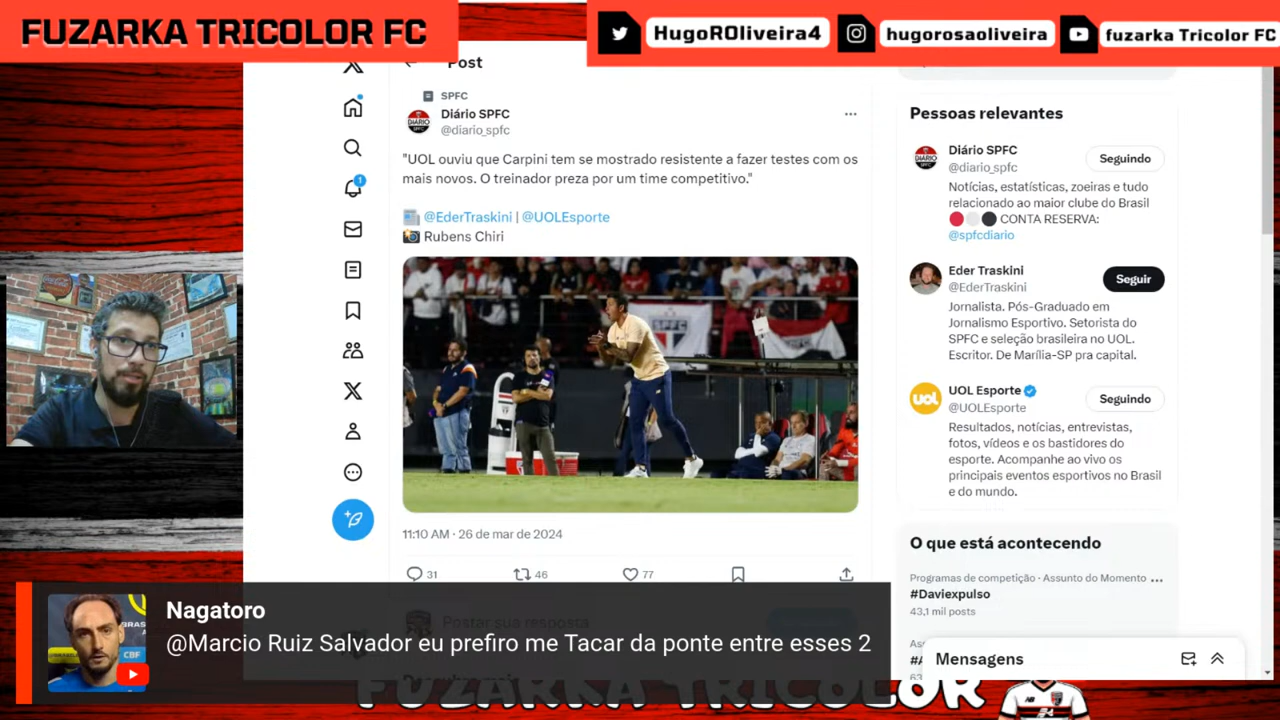 FUZARKA TRICOLOR FC
HugoROliveira4
hugorosaoliveira
fuzarka Tricolor FC
Post
SPFC
Diário SPFC
@diario_spfc
"UOL ouviu que Carpini tem se mostrado resistente a fazer testes com os
mais novos. O treinador preza por um time competitivo."
@EderTraskini | @UOLEsporte
Rubens Chiri
SPFC
11:10 AM · 26 de mar de 2024
31
46
77
Postar sua resposta
Pessoas relevantes
Diário SPFC
@diario_spfc
Seguindo
Notícias, estatísticas, zoeiras e tudo
relacionado ao maior clube do Brasil
CONTA RESERVA:
@spfcdiario
Eder Traskini
@EderTraskini
Seguir
Jornalista. Pós-Graduado em
Jornalismo Esportivo. Setorista do
SPFC e seleção brasileira no UOL.
Escritor. De Marília-SP pra capital.
UOL
UOL Esporte
@UOLEsporte
Seguindo
Resultados, notícias, entrevistas,
fotos, vídeos e os bastidores do
esporte. Acompanhe ao vivo os
principais eventos esportivos no Brasil
e do mundo.
O que está acontecendo
Programas de competição · Assunto do Momento
#Daviexpulso
43,1 mil posts
Mensagens
Nagatoro
@Marcio Ruiz Salvador eu prefiro me Tacar da ponte entre esses 2
CBF
FUZARKA TRICOLOR